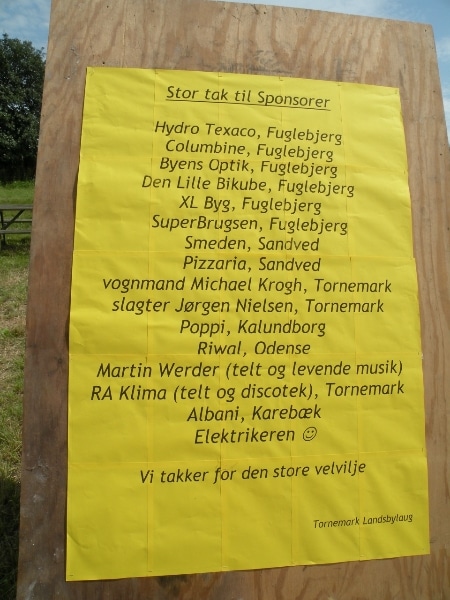 Stor tak til Sponsorer
Hydro Texaco, Fuglebjerg
Columbine, Fuglebjerg
Byens Optik, Fuglebjerg
Den Lille Bikube, Fuglebjerg
XL Byg, Fuglebjerg
SuperBrugsen, Fuglebjerg
Smeden, Sandved
Pizzaria, Sandved
vognmand Michael Krogh, Tornemark
slagter Jørgen Nielsen, Tornemark
Poppi, Kalundborg
Riwal, Odense
Martin Werder (telt og levende musik)
RA Klima (telt og discotek), Tornemark
Albani, Karebæk
Elektrikeren ☺
Vi takker for den store velvilje
Tornemark Landsbylaug